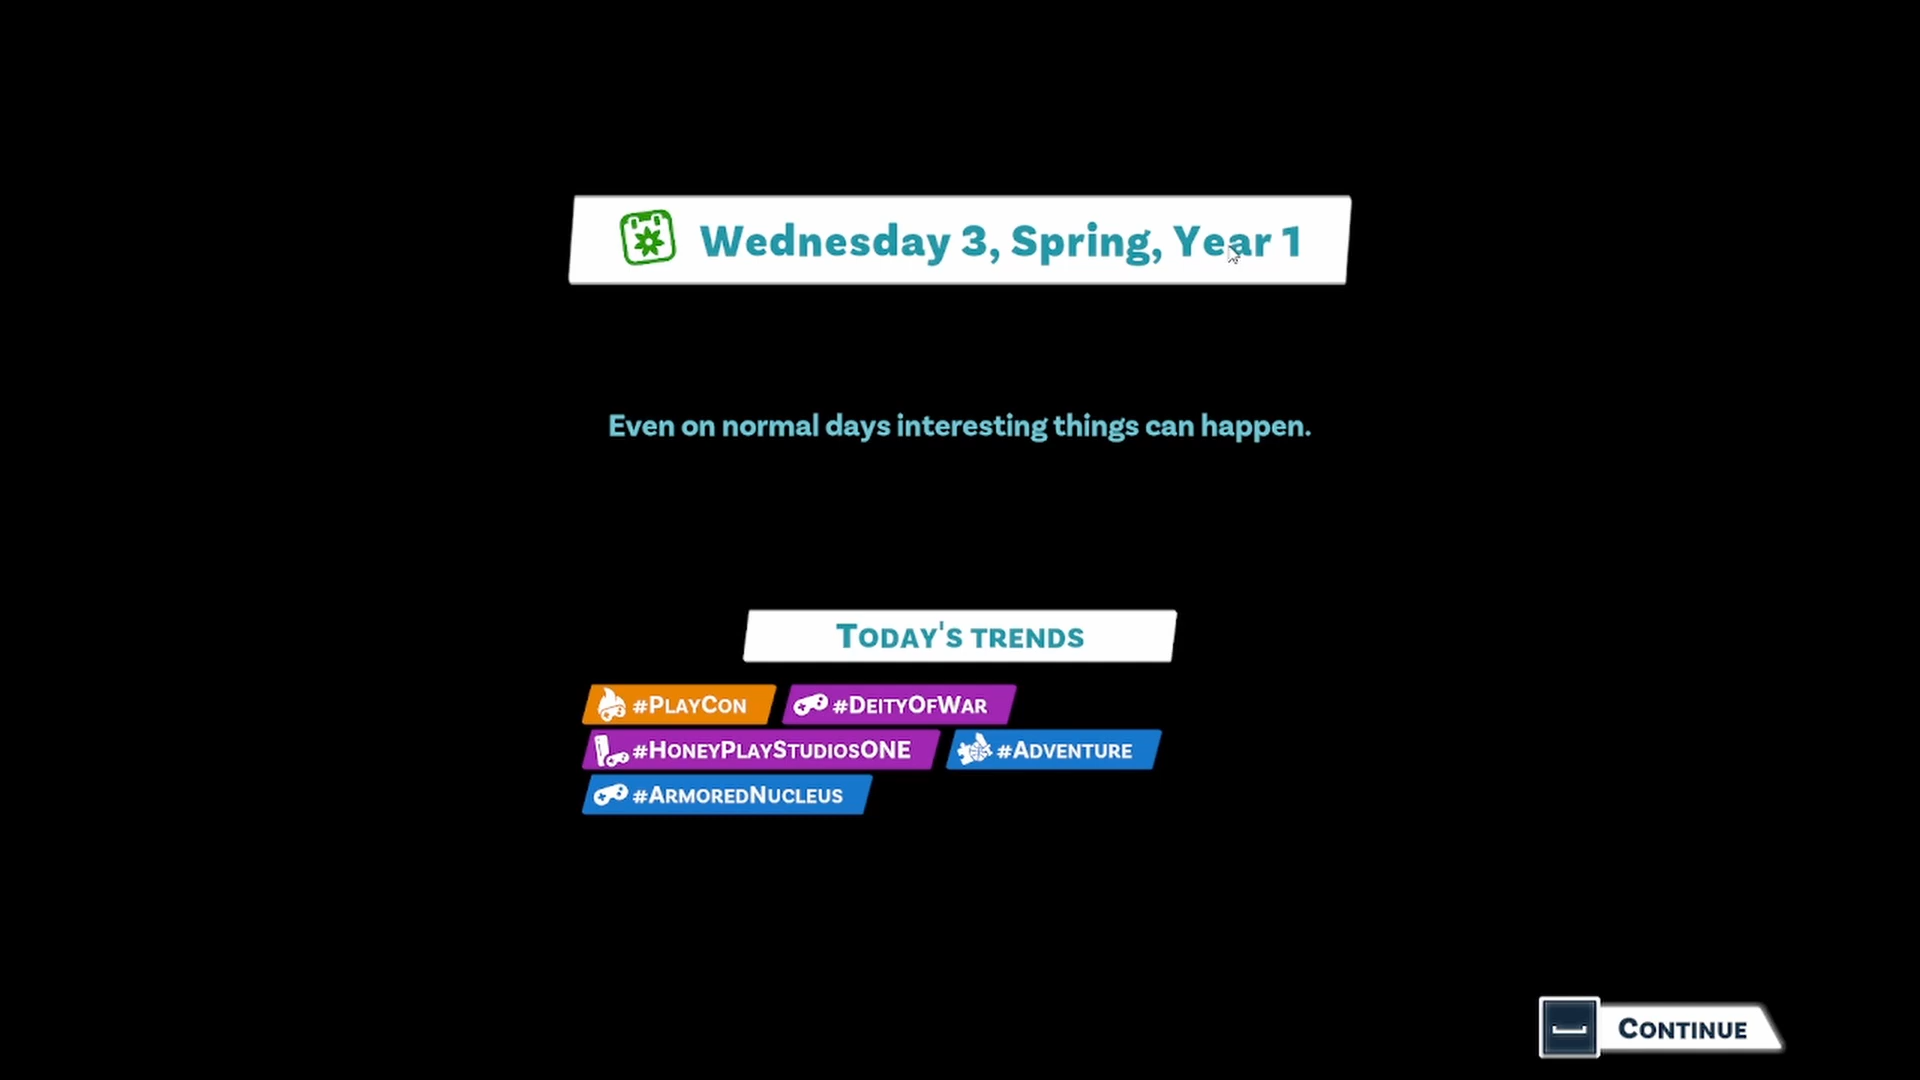 Wednesday 3, Spring, Year 1
Even on normal days interesting things can happen.
Today's trends
#PlayCon #DeityOfWar
#HoneyPlayStudiosONE #Adventure
#ArmoredNucleus
Continue